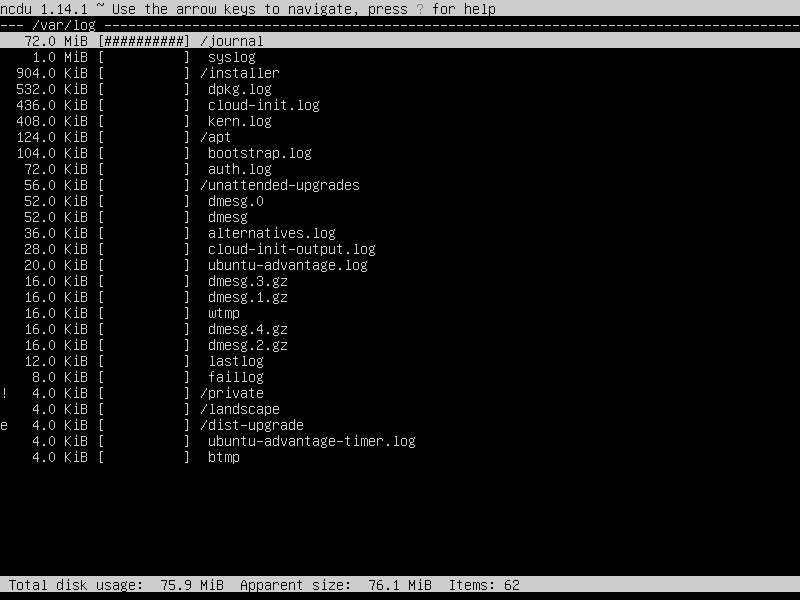 ncdu 1.14.1 ~ Use the arrow keys to navigate, press ? for help
--- /var/log ---------------------------------------------------------------------------------------
   72.0 MiB [##########] /journal
    1.0 MiB [          ]  syslog
  904.0 KiB [          ] /installer
  532.0 KiB [          ]  dpkg.log
  436.0 KiB [          ]  cloud-init.log
  408.0 KiB [          ]  kern.log
  124.0 KiB [          ] /apt
  104.0 KiB [          ]  bootstrap.log
   72.0 KiB [          ]  auth.log
   56.0 KiB [          ] /unattended-upgrades
   52.0 KiB [          ]  dmesg.0
   52.0 KiB [          ]  dmesg
   36.0 KiB [          ]  alternatives.log
   28.0 KiB [          ]  cloud-init-output.log
   20.0 KiB [          ]  ubuntu-advantage.log
   16.0 KiB [          ]  dmesg.3.gz
   16.0 KiB [          ]  dmesg.1.gz
   16.0 KiB [          ]  wtmp
   16.0 KiB [          ]  dmesg.4.gz
   16.0 KiB [          ]  dmesg.2.gz
   12.0 KiB [          ]  lastlog
    8.0 KiB [          ]  faillog
!   4.0 KiB [          ] /private
    4.0 KiB [          ] /landscape
e   4.0 KiB [          ] /dist-upgrade
    4.0 KiB [          ]  ubuntu-advantage-timer.log
    4.0 KiB [          ]  btmp
 Total disk usage:  75.9 MiB  Apparent size:  76.1 MiB  Items: 62